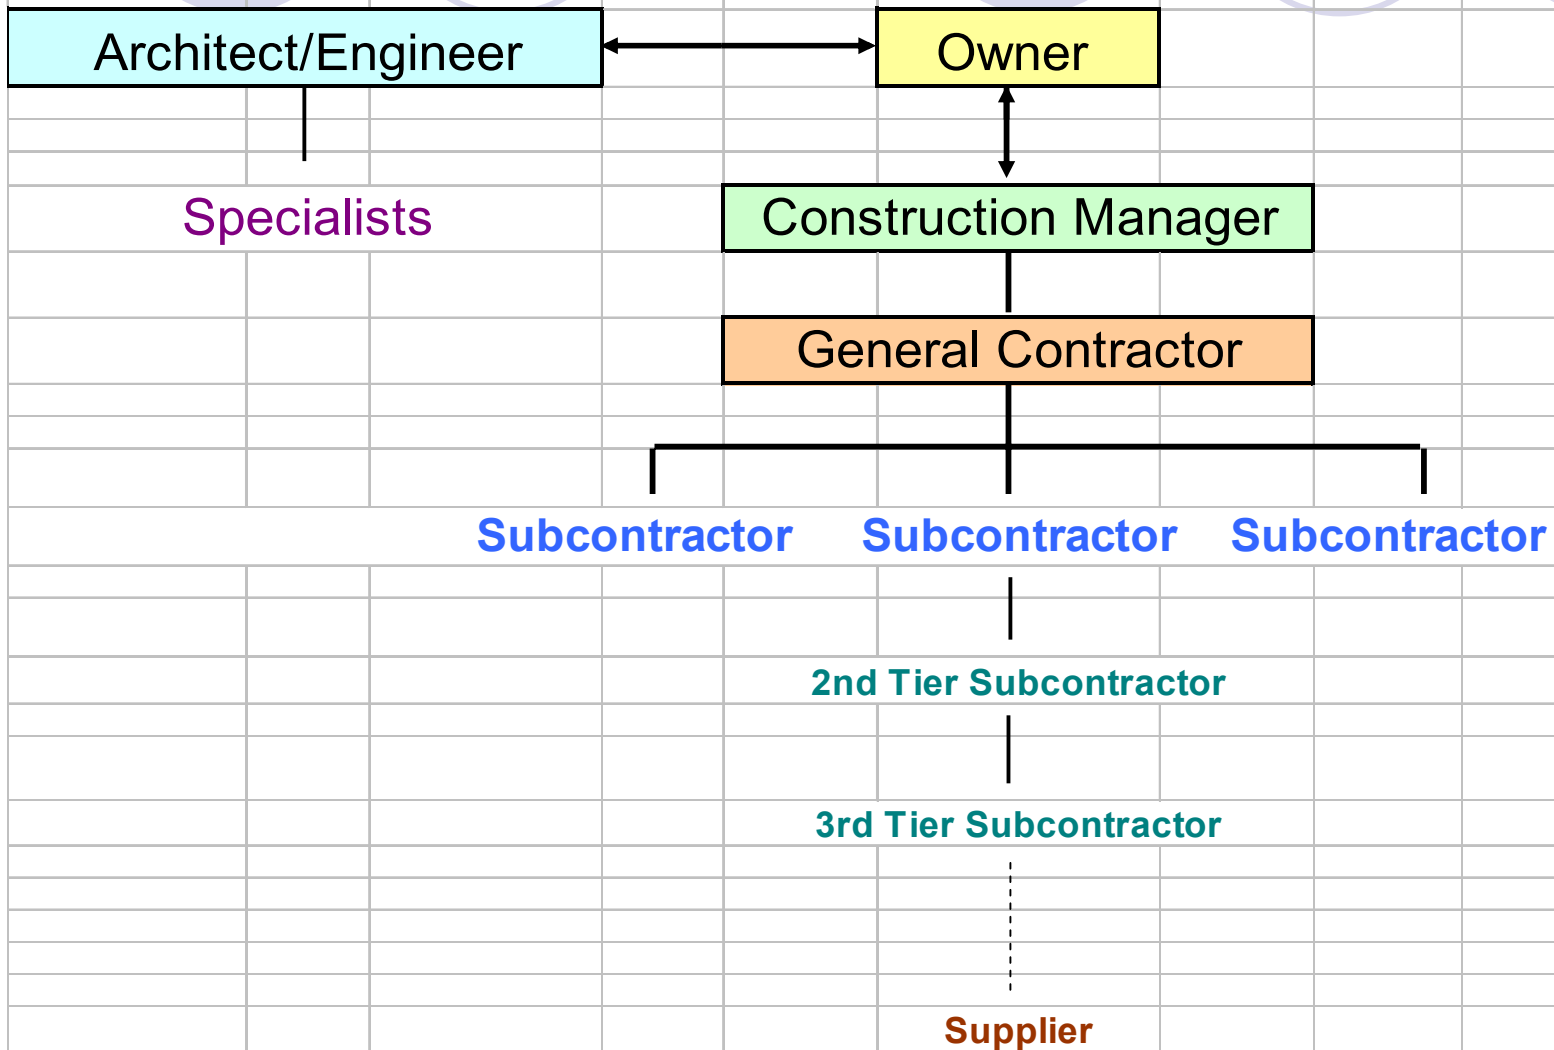 Architect/Engineer
Owner
Specialists
Construction Manager
General Contractor
Subcontractor
Subcontractor
Subcontractor
2nd Tier Subcontractor
3rd Tier Subcontractor
Supplier